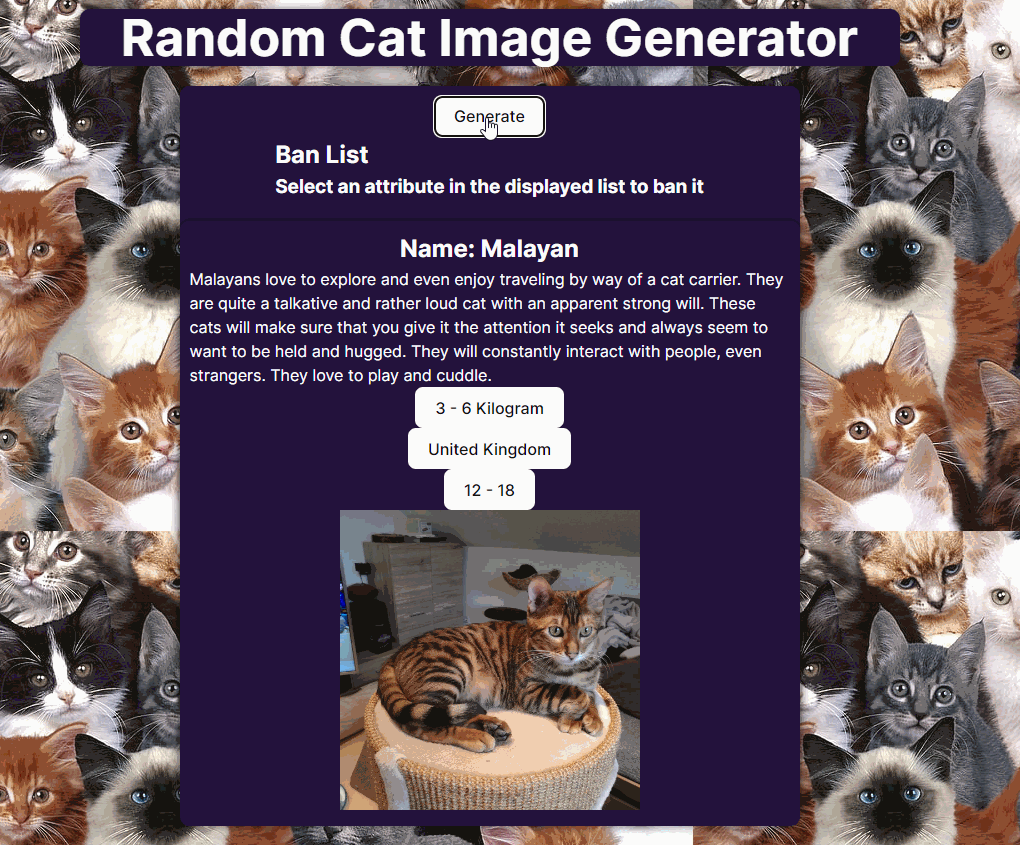 Random Cat Image Generator
Generate
Ban List
Select an attribute in the displayed list to ban it
Name: Malayan
Malayans love to explore and even enjoy traveling by way of a cat carrier. They
are quite a talkative and rather loud cat with an apparent strong will. These
cats will make sure that you give it the attention it seeks and always seem to
want to be held and hugged. They will constantly interact with people, even
strangers. They love to play and cuddle.
3 - 6 Kilogram
United Kingdom
12 - 18